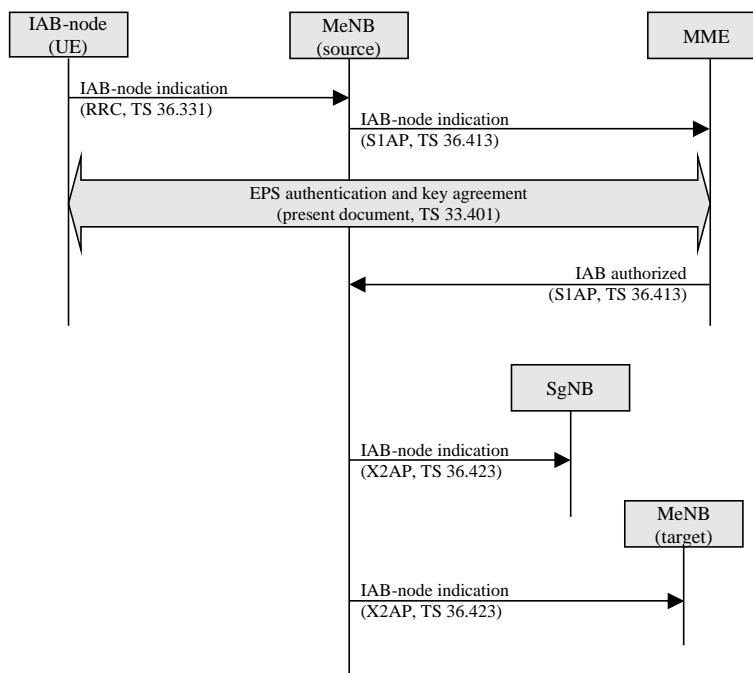 IAB-node
(UE)
MeNB
(source)
MME
IAB-node indication
(RRC, TS 36.331)
IAB-node indication
(S1AP, TS 36.413)
EPS authentication and key agreement
(present document, TS 33.401)
IAB authorized
(S1AP, TS 36.413)
SgNB
IAB-node indication
(X2AP, TS 36.423)
MeNB
(target)
IAB-node indication
(X2AP, TS 36.423)